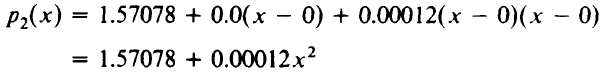 p₂(x) = 1.57078 + 0.0(x − 0) + 0.00012(x − 0)(x − 0)
= 1.57078 + 0.00012x²